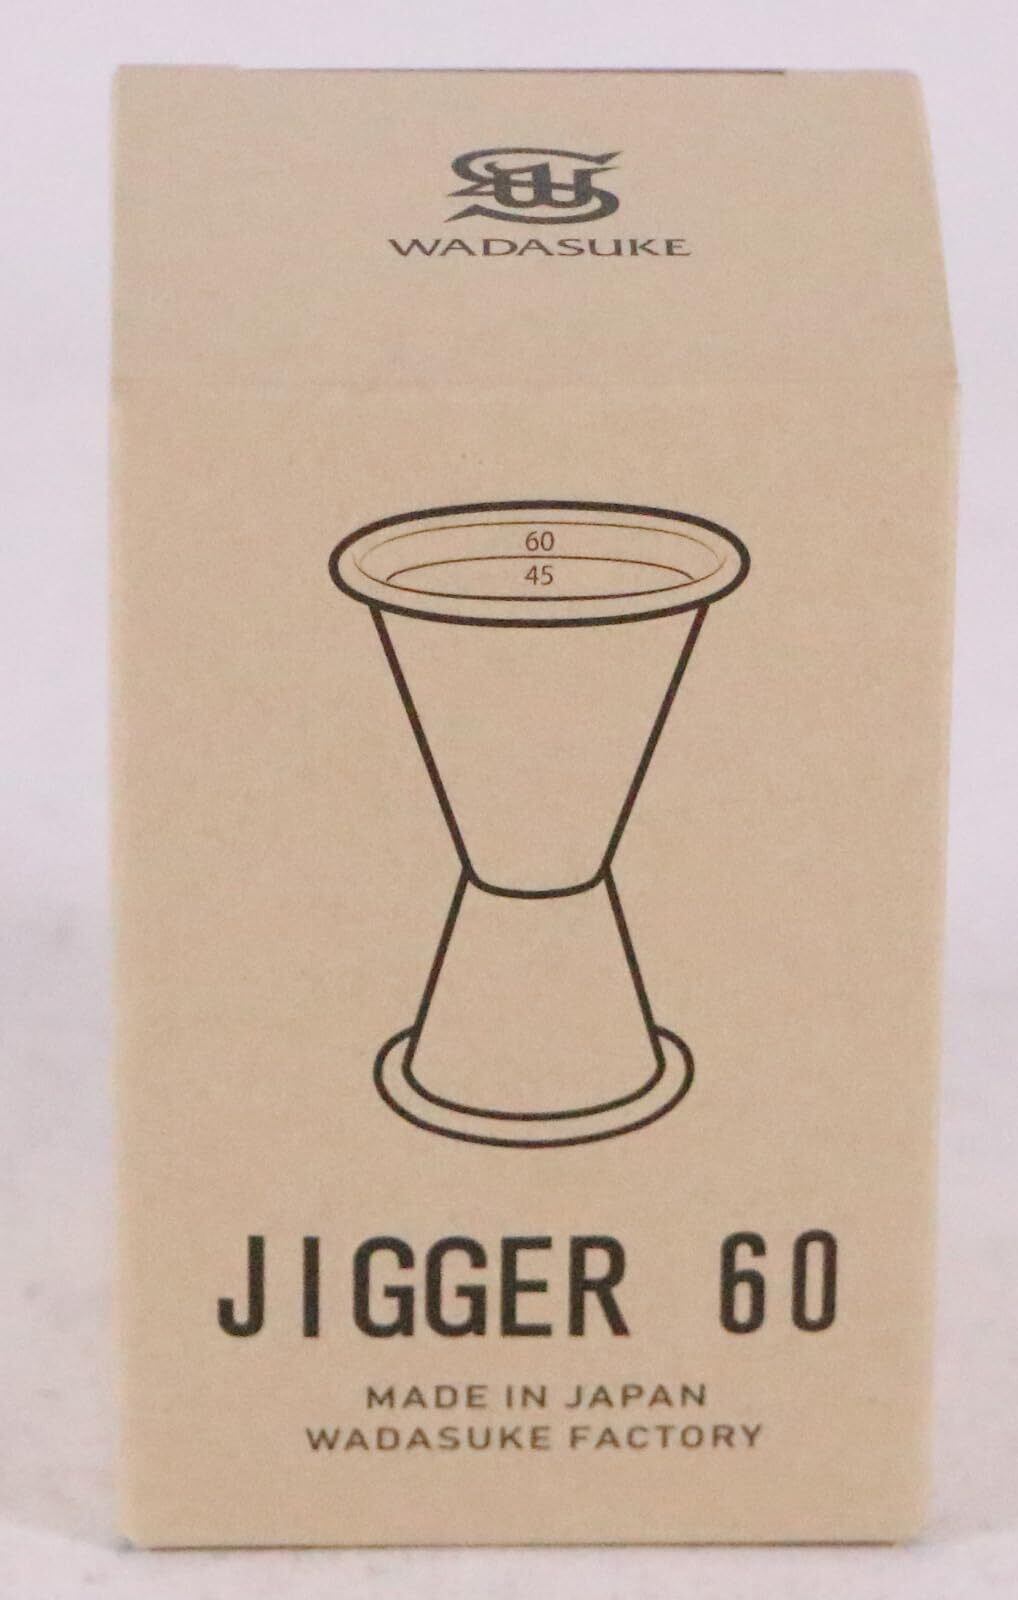 WADASUKE
60
45
JIGGER 60
MADE IN JAPAN
WADASUKE FACTORY